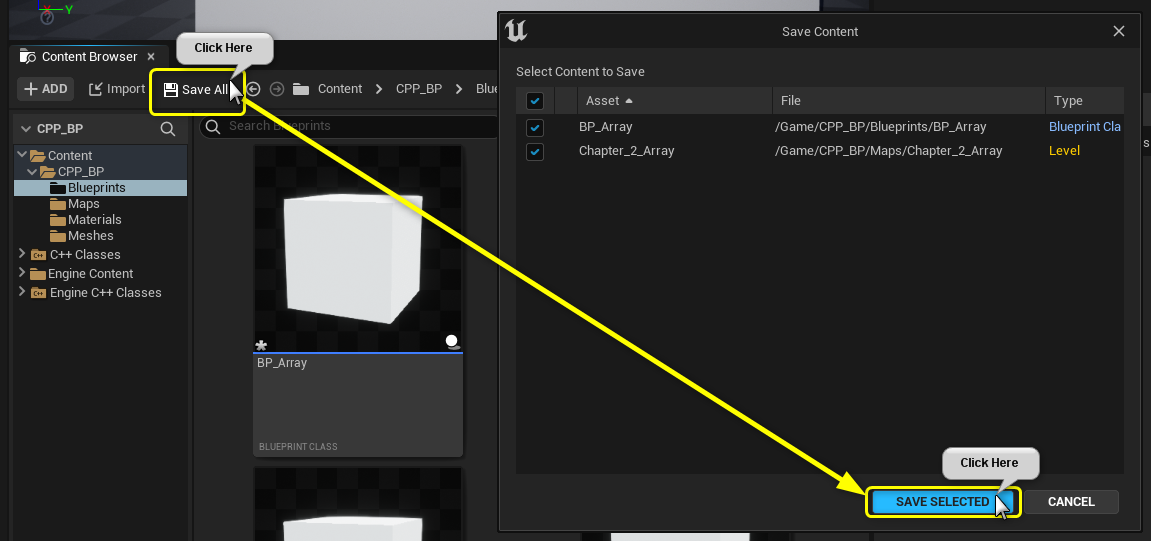 Y
X
Content Browser
Click Here
ADD
Import
Save All
Content
CPP_BP
Blue
CPP_BP
Search Blueprints
Content
CPP_BP
Blueprints
Maps
Materials
Meshes
C++ Classes
Engine Content
Engine C++ Classes
BP_Array
BLUEPRINT CLASS
Save Content
Select Content to Save
Asset File Type
BP_Array /Game/CPP_BP/Blueprints/BP_Array Blueprint Cla
Chapter_2_Array /Game/CPP_BP/Maps/Chapter_2_Array Level
Click Here
SAVE SELECTED
CANCEL